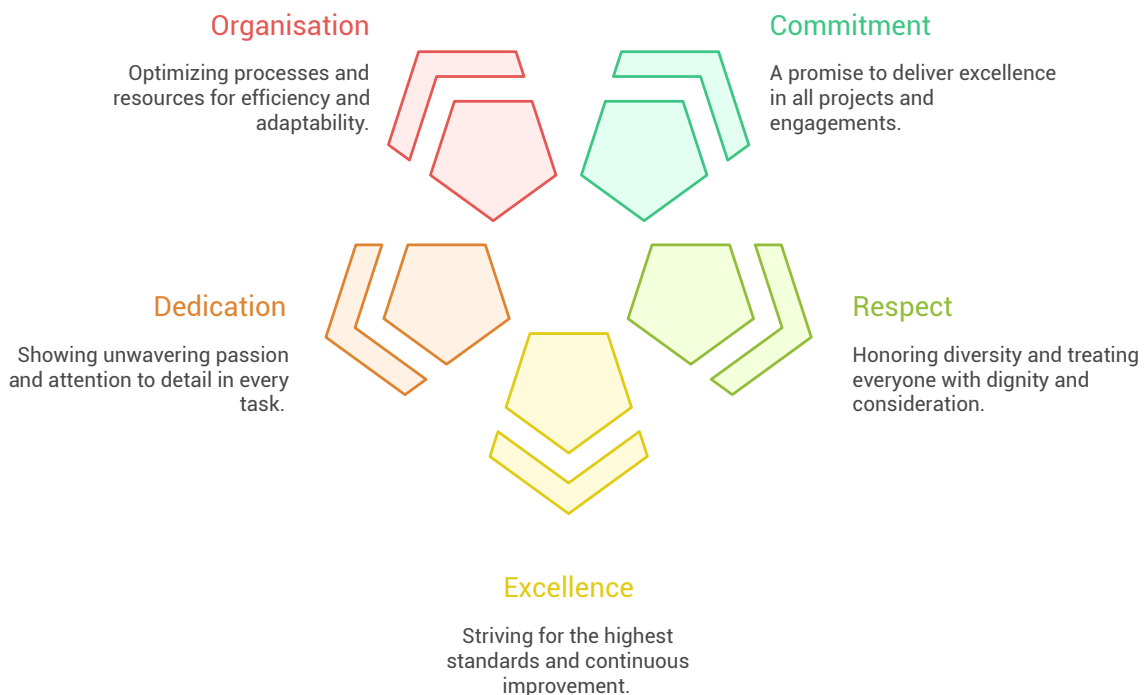 Organisation
Optimizing processes and
resources for efficiency and
adaptability.
Commitment
A promise to deliver excellence
in all projects and
engagements.
Dedication
Showing unwavering passion
and attention to detail in every
task.
Respect
Honoring diversity and treating
everyone with dignity and
consideration.
Excellence
Striving for the highest
standards and continuous
improvement.